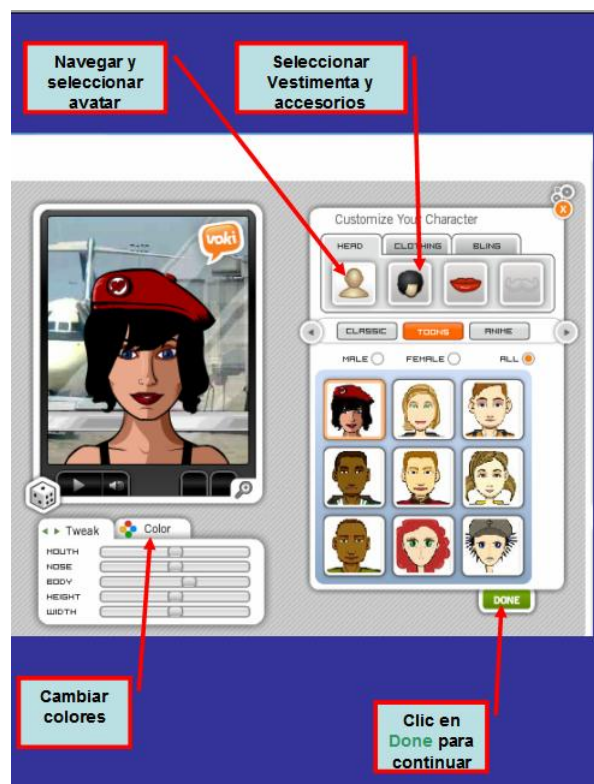 Navegar y
seleccionar
avatar
Seleccionar
Vestimenta y
accesorios
voki
Customize Your Character
X
HEAD
CLOTHING
BLING
CLASSIC
TOONS
ANIME
MALE
FEMALE
ALL
Tweak
Color
MOUTH
NOSE
BODY
HEIGHT
WIDTH
DONE
Cambiar
colores
Clic en
Done para
continuar